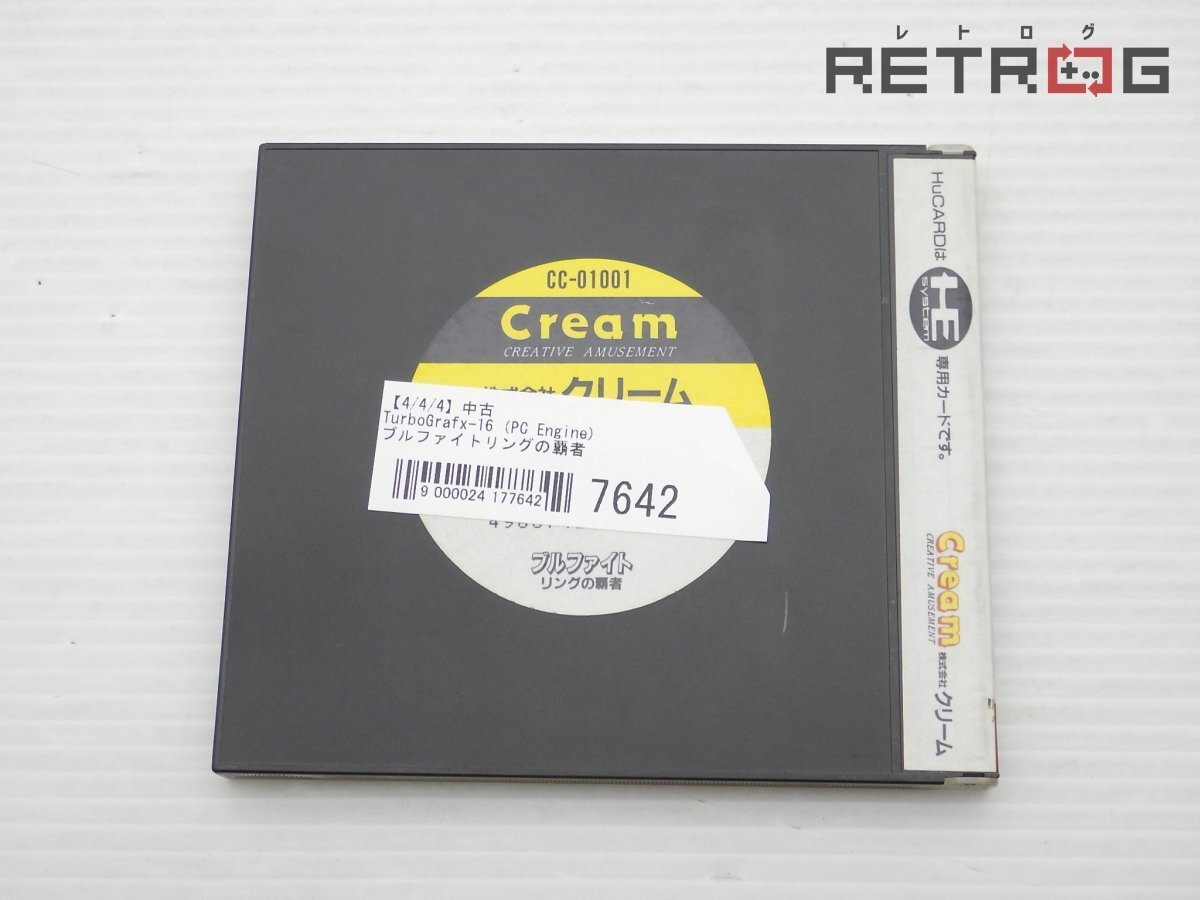 レトログ
RETROG
CC-01001
Cream
CREATIVE AMUSEMENT
株式会社 クリーム
【4/4/4】中古
TurboGrafx-16 (PC Engine)
ブルファイトリングの覇者
9 000024 177642
7642
ブルファイト
リングの覇者
HuCARDは HE system 専用カードです。
Cream
CREATIVE AMUSEMENT
株式会社 クリーム